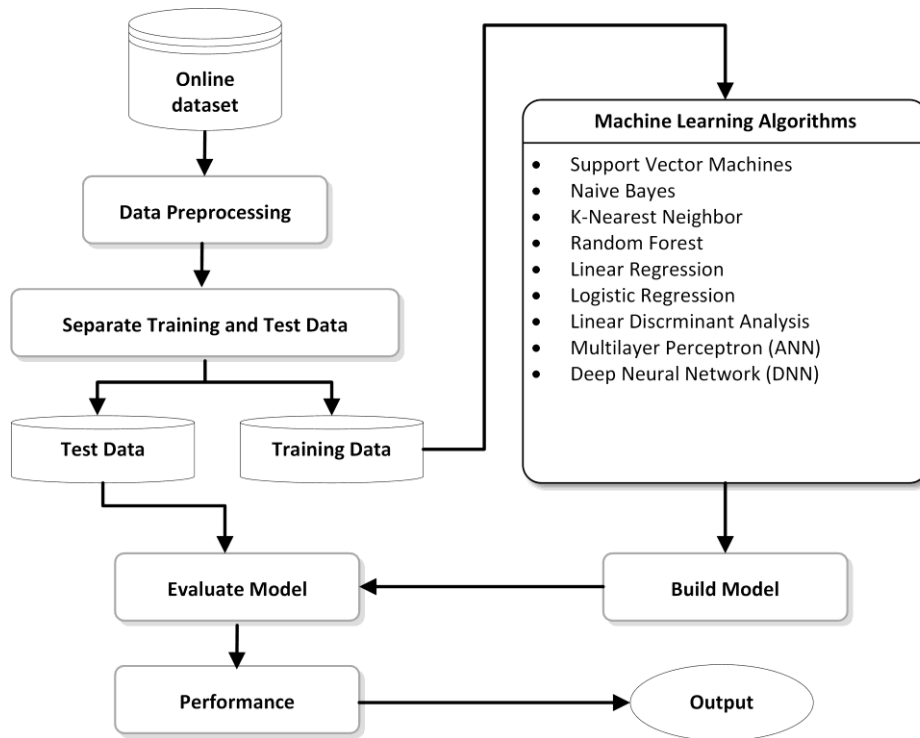 Online
dataset
Data Preprocessing
Separate Training and Test Data
Test Data
Training Data
Machine Learning Algorithms
• Support Vector Machines
• Naive Bayes
• K-Nearest Neighbor
• Random Forest
• Linear Regression
• Logistic Regression
• Linear Discrminant Analysis
• Multilayer Perceptron (ANN)
• Deep Neural Network (DNN)
Evaluate Model
Build Model
Performance
Output